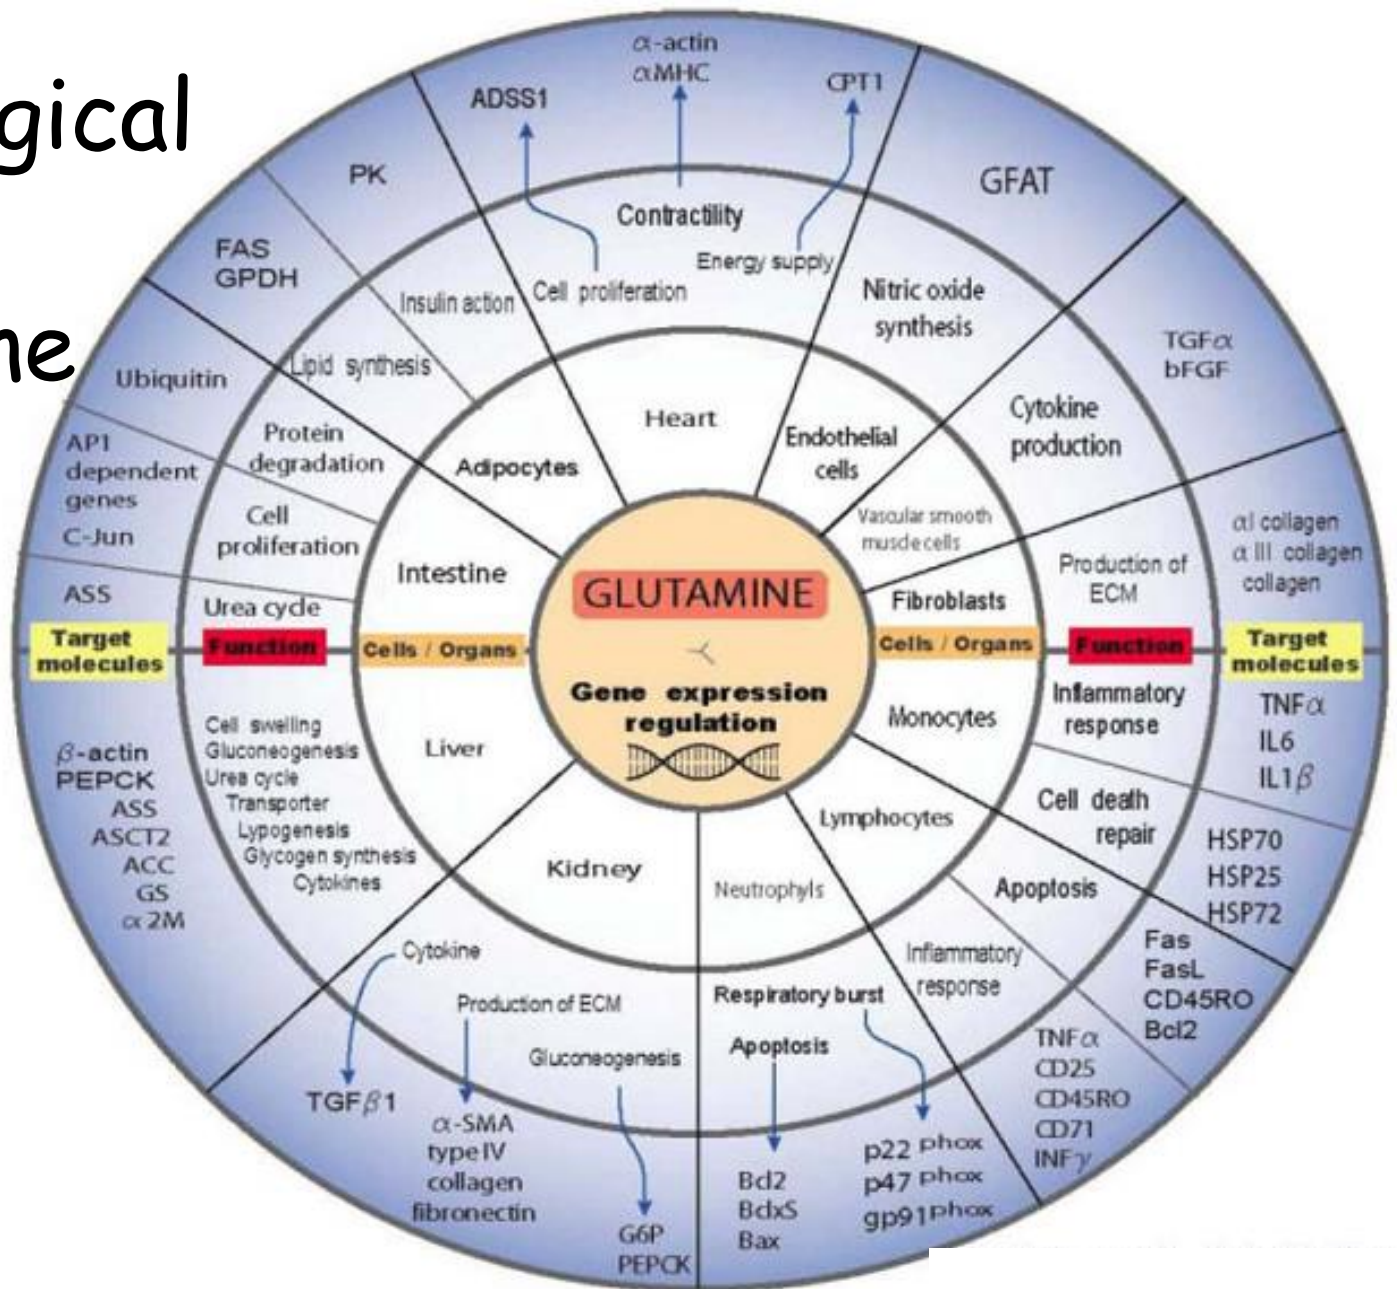 gical
ne
GLUTAMINE
Gene expression
regulation
Target
molecules
Function
Cells / Organs
Cells / Organs
Function
Target
molecules
Heart
Contractility
Cell proliferation
Energy supply
ADSS1
α-actin
αMHC
CPT1
Endothelial
cells
Nitric oxide
synthesis
GFAT
Vascular smooth
muscle cells
Cytokine
production
TGFα
bFGF
Fibroblasts
Production of
ECM
αI collagen
α III collagen
collagen
Monocytes
Inflammatory
response
TNFα
IL6
IL1β
Cell death
repair
HSP70
HSP25
HSP72
Lymphocytes
Apoptosis
Fas
FasL
CD45RO
Bcl2
Inflammatory
response
TNFα
CD25
CD45RO
CD71
INFγ
Neutrophyls
Respiratory burst
Apoptosis
p22 phox
p47 phox
gp91phox
Bcl2
BclxS
Bax
Kidney
Cytokine
Production of ECM
Gluconeogenesis
TGFβ1
α-SMA
type IV
collagen
fibronectin
G6P
PEPCK
Liver
Cell swelling
Gluconeogenesis
Urea cycle
Transporter
Lypogenesis
Glycogen synthesis
Cytokines
β-actin
PEPCK
ASS
ASCT2
ACC
GS
α2M
Intestine
Urea cycle
ASS
Cell
proliferation
AP1
dependent
genes
C-Jun
Protein
degradation
Ubiquitin
Adipocytes
Lipid synthesis
FAS
GPDH
Insulin action
PK